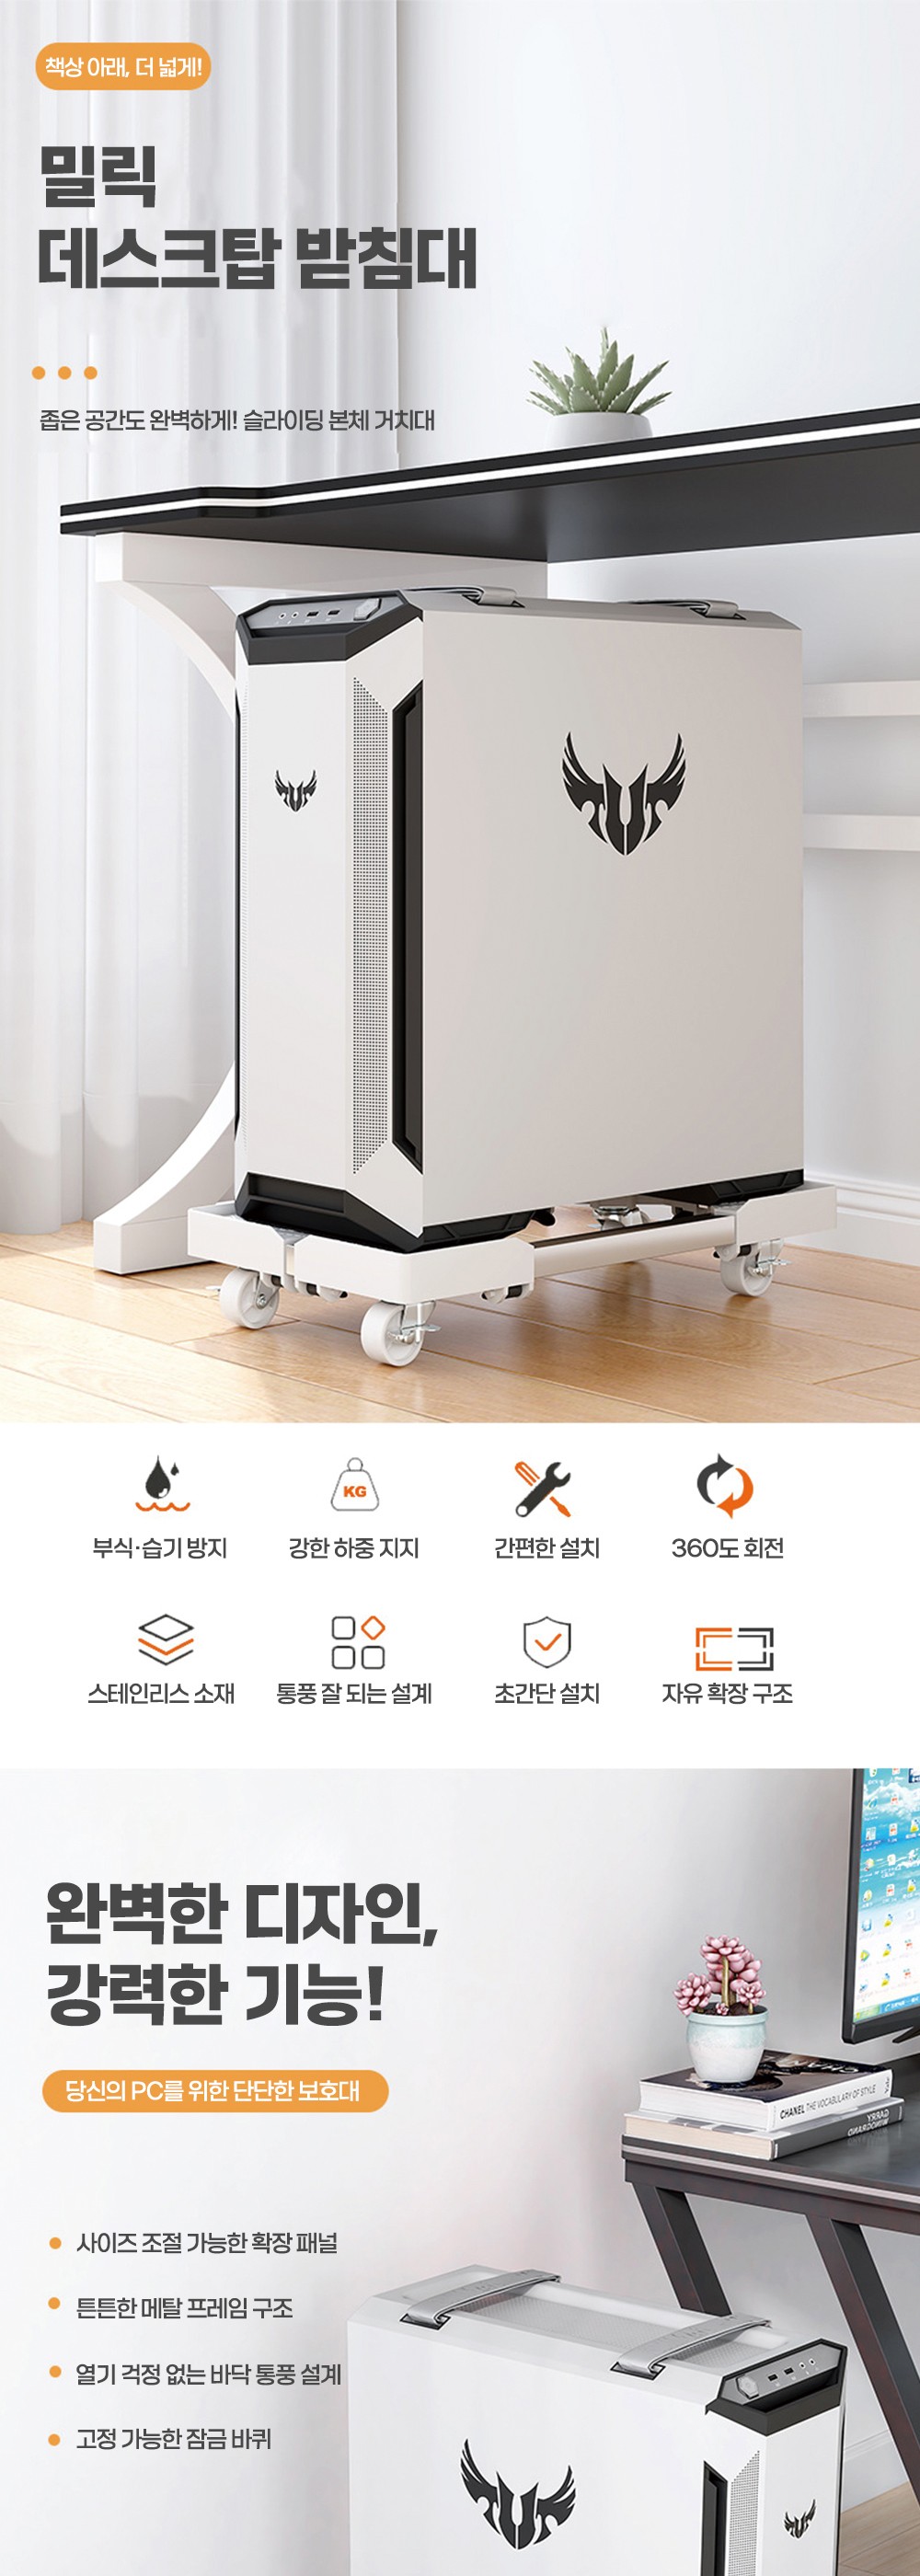 책상 아래, 더 넓게!
밀릭
데스크탑 받침대
좁은 공간도 완벽하게! 슬라이딩 본체 거치대
KG
부식·습기 방지
강한 하중 지지
간편한 설치
360도 회전
스테인리스 소재
통풍 잘 되는 설계
초간단 설치
자유 확장 구조
완벽한 디자인,
강력한 기능!
당신의 PC를 위한 단단한 보호대
CHANEL THE VOCABULARY OF STYLE
DARRY
WINDONARD
사이즈 조절 가능한 확장 패널
튼튼한 메탈 프레임 구조
열기 걱정 없는 바닥 통풍 설계
고정 가능한 잠금 바퀴